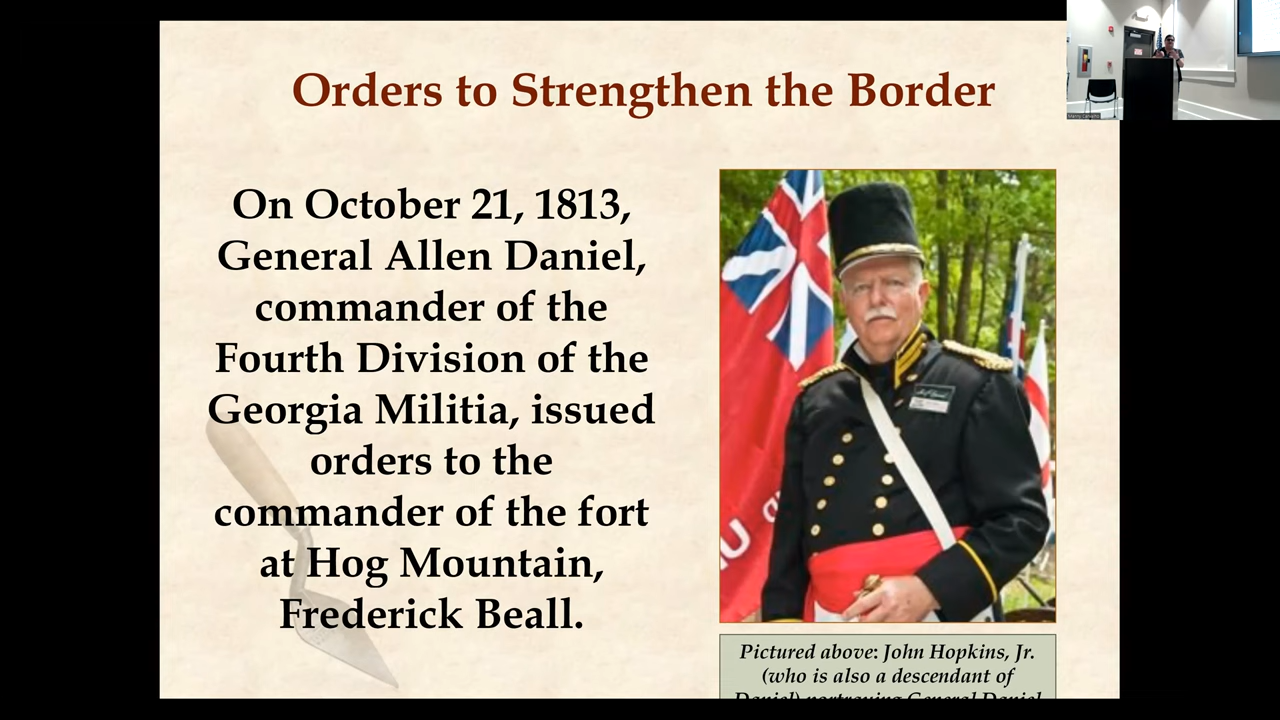 Orders to Strengthen the Border
On October 21, 1813,
General Allen Daniel,
commander of the
Fourth Division of the
Georgia Militia, issued
orders to the
commander of the fort
at Hog Mountain,
Frederick Beall.
Pictured above: John Hopkins, Jr.
(who is also a descendant of
Daniel) portraying General Daniel